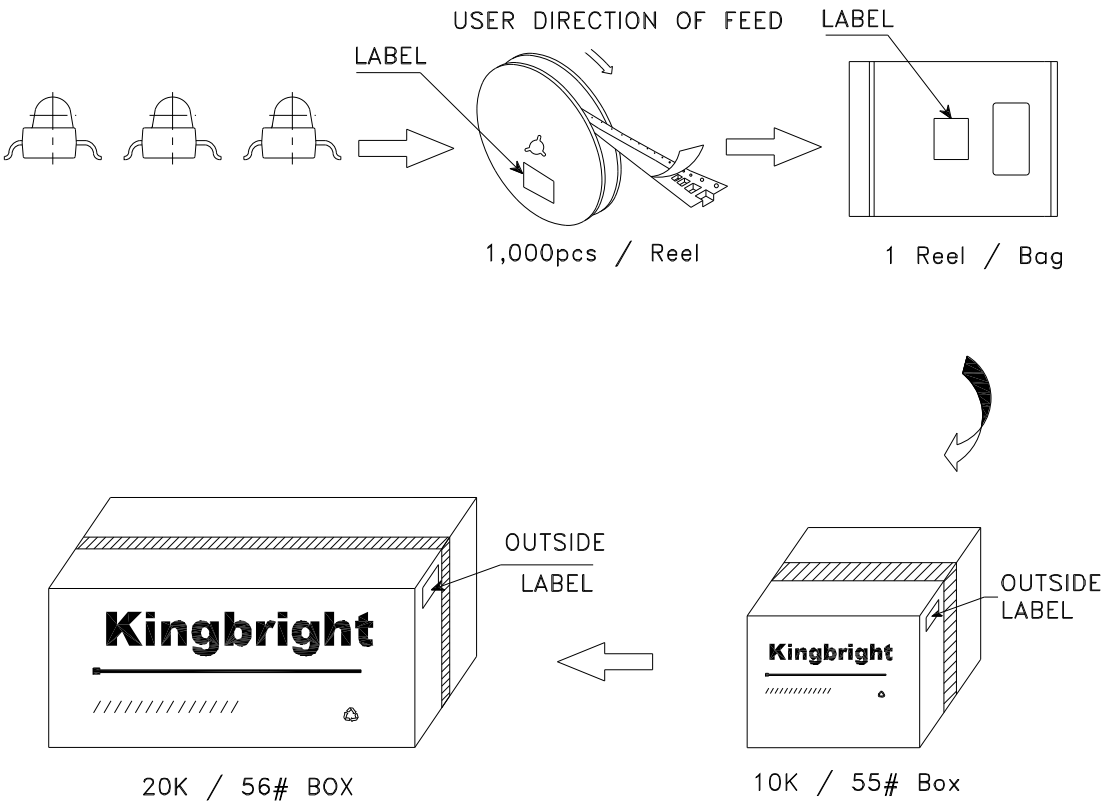 USER DIRECTION OF FEED
LABEL
LABEL
1,000pcs / Reel
1 Reel / Bag
OUTSIDE
LABEL
Kingbright
20K / 56# BOX
OUTSIDE
LABEL
Kingbright
10K / 55# Box